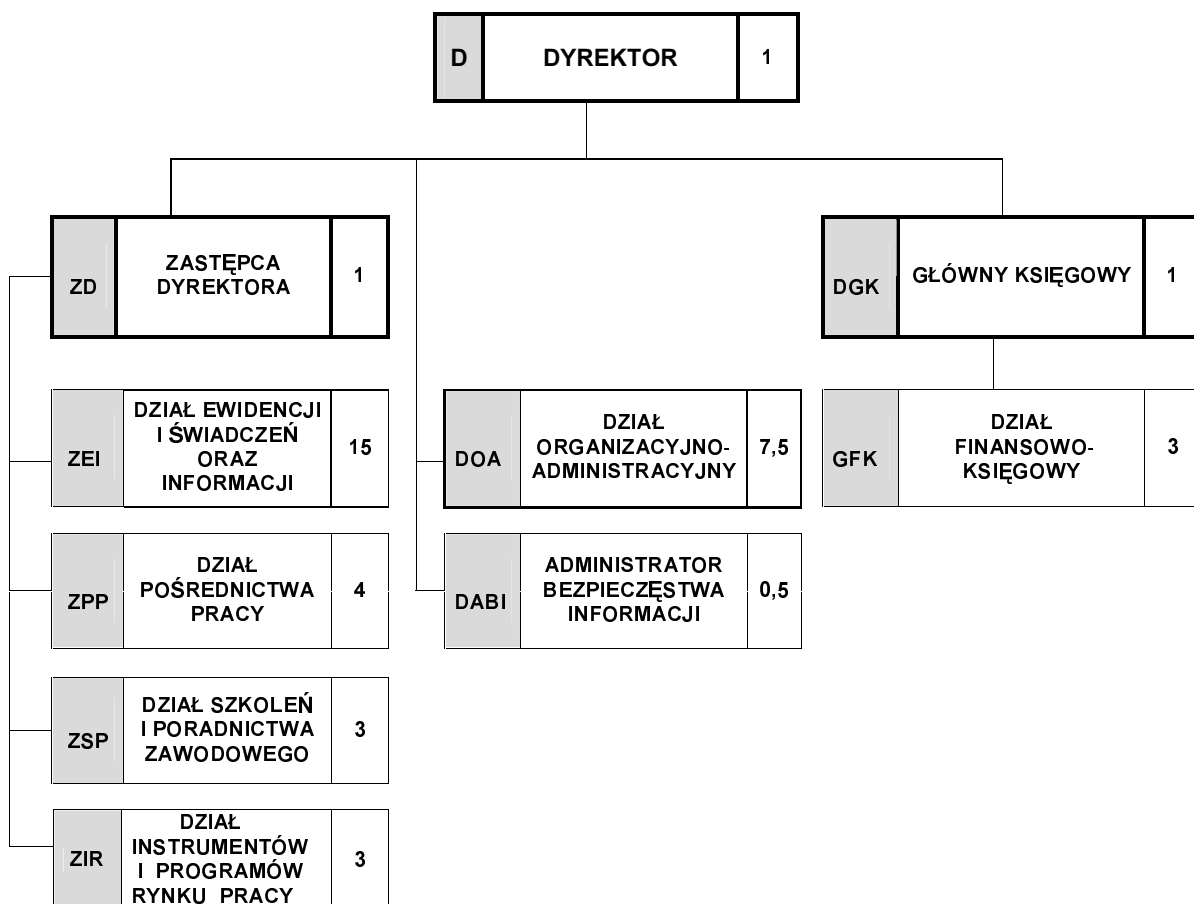 D
DYREKTOR
1
ZD
ZASTĘPCA
DYREKTORA
1
DGK
GŁÓWNY KSIĘGOWY
1
ZEI
DZIAŁ EWIDENCJI
I ŚWIADCZEŃ
ORAZ
INFORMACJI
15
DOA
DZIAŁ
ORGANIZACYJNO-
ADMINISTRACYJNY
7,5
GFK
DZIAŁ
FINANSOWO-
KSIĘGOWY
3
ZPP
DZIAŁ
POŚREDNICTWA
PRACY
4
DABI
ADMINISTRATOR
BEZPIECZĘSTWA
INFORMACJI
0,5
ZSP
DZIAŁ SZKOLEŃ
I PORADNICTWA
ZAWODOWEGO
3
ZIR
DZIAŁ
INSTRUMENTÓW
I PROGRAMÓW
RYNKU PRACY
3